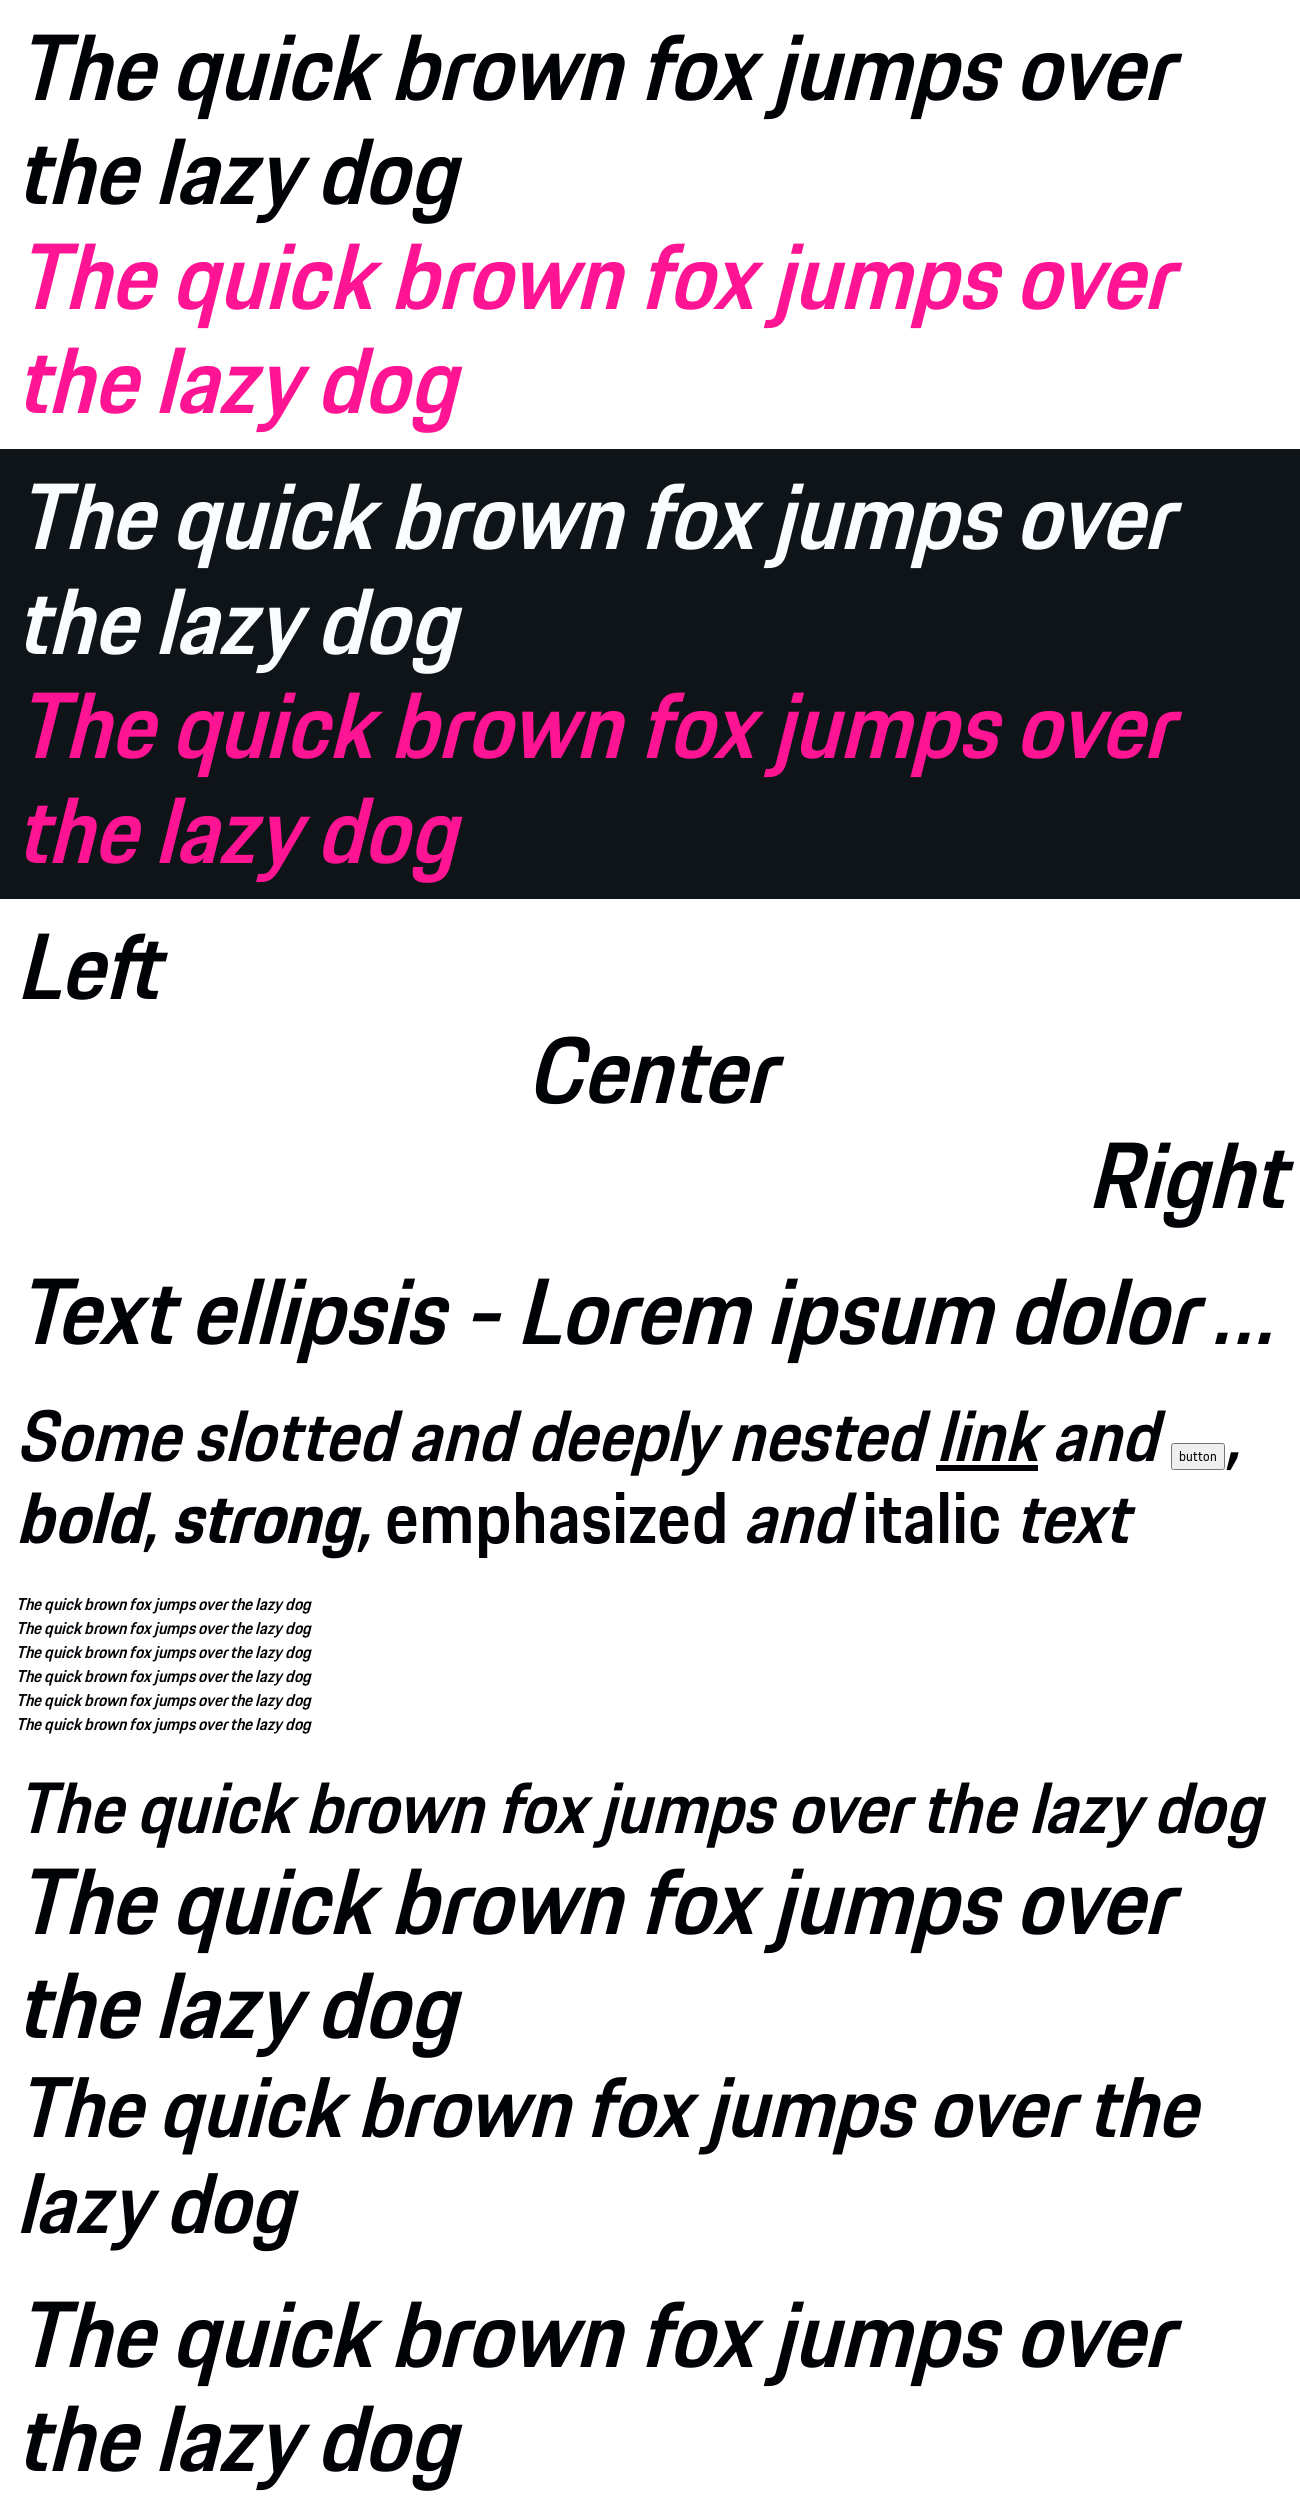 The quick brown fox jumps over
the lazy dog
The quick brown fox jumps over
the lazy dog
The quick brown fox jumps over
the lazy dog
The quick brown fox jumps over
the lazy dog
Left
Center
Right
Text ellipsis - Lorem ipsum dolor ...
Some slotted and deeply nested link and button,
bold, strong, emphasized and italic text
The quick brown fox jumps over the lazy dog
The quick brown fox jumps over the lazy dog
The quick brown fox jumps over the lazy dog
The quick brown fox jumps over the lazy dog
The quick brown fox jumps over the lazy dog
The quick brown fox jumps over the lazy dog
The quick brown fox jumps over the lazy dog
The quick brown fox jumps over
the lazy dog
The quick brown fox jumps over the
lazy dog
The quick brown fox jumps over
the lazy dog